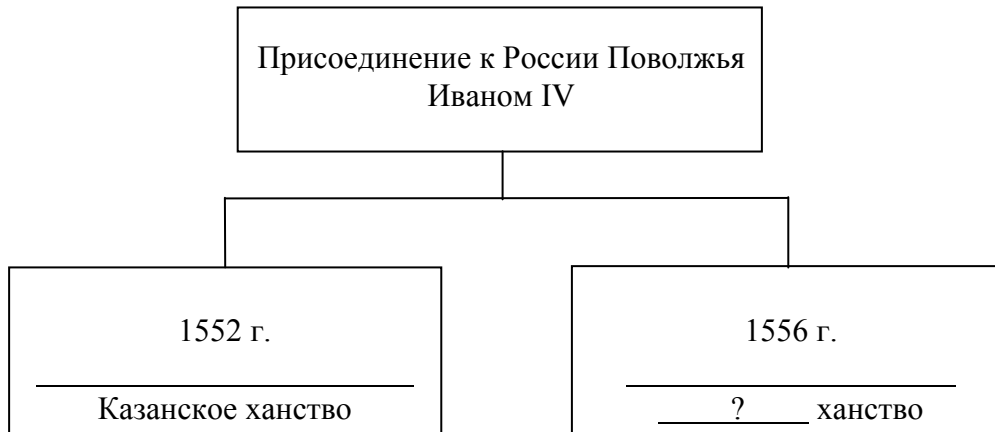 Присоединение к России Поволжья
Иваном IV
1552 г.
Казанское ханство
1556 г.
? ханство